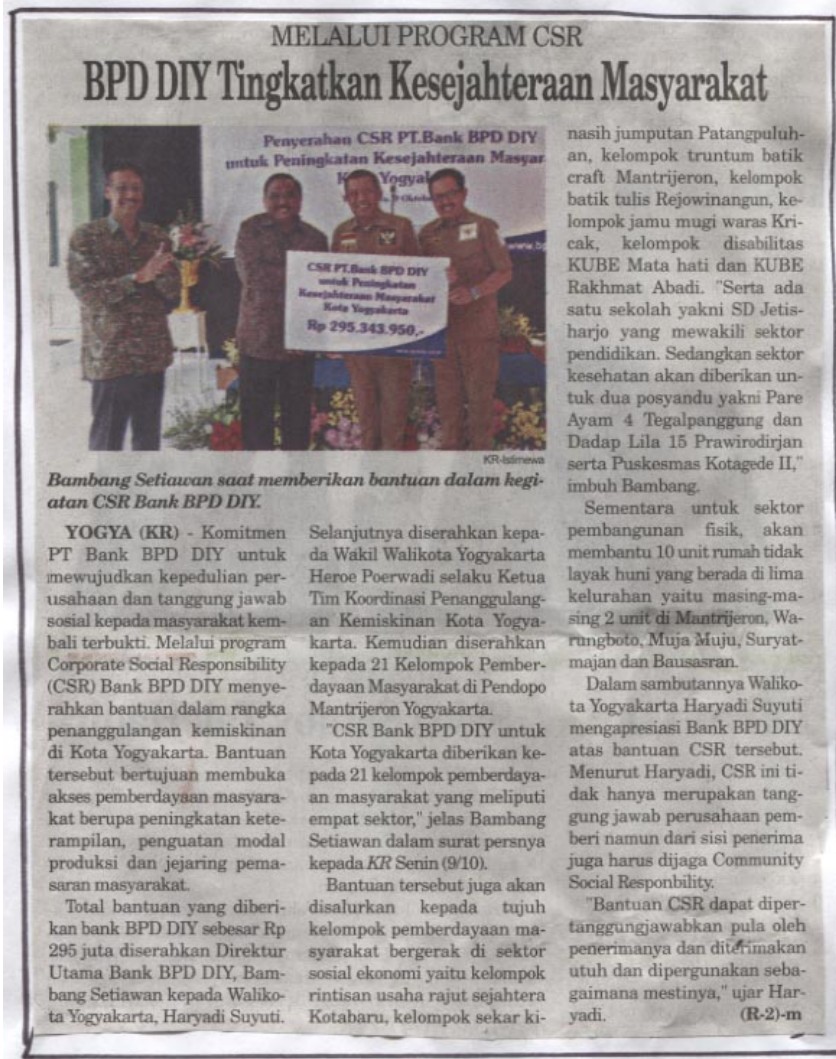 MELALUI PROGRAM CSR
BPD DIY Tingkatkan Kesejahteraan Masyarakat
Penyerahan CSR PT.Bank BPD DIY
untuk Peningkatan Kesejahteraan Masyar
Yogya
Oktobe
www.bp
CSR PT.Bank BPD DIY
untuk Peningkatan
Kesejahteraan Masyarakat
Kota Yogyakarta
Rp 295.343.950,-
KR-Istimewa
Bambang Setiawan saat memberikan bantuan dalam kegi-
atan CSR Bank BPD DIY.
YOGYA (KR) - Komitmen
PT Bank BPD DIY untuk
mewujudkan kepedulian per-
usahaan dan tanggung jawab
sosial kepada masyarakat kem-
bali terbukti. Melalui program
Corporate Social Responsibility
(CSR) Bank BPD DIY menye-
rahkan bantuan dalam rangka
penanggulangan kemiskinan
di Kota Yogyakarta. Bantuan
tersebut bertujuan membuka
akses pemberdayaan masyara-
kat berupa peningkatan kete-
rampilan, penguatan modal
produksi dan jejaring pema-
saran masyarakat.
Total bantuan yang diberi-
kan bank BPD DIY sebesar Rp
295 juta diserahkan Direktur
Utama Bank BPD DIY, Bam-
bang Setiawan kepada Waliko-
ta Yogyakarta, Haryadi Suyuti.
Selanjutnya diserahkan kepa-
da Wakil Walikota Yogyakarta
Heroe Poerwadi selaku Ketua
Tim Koordinasi Penanggulang-
an Kemiskinan Kota Yogya-
karta. Kemudian diserahkan
kepada 21 Kelompok Pember-
dayaan Masyarakat di Pendopo
Mantrijeron Yogyakarta.
"CSR Bank BPD DIY untuk
Kota Yogyakarta diberikan ke-
pada 21 kelompok pemberdaya-
an masyarakat yang meliputi
empat sektor," jelas Bambang
Setiawan dalam surat persnya
kepada KR Senin (9/10).
Bantuan tersebut juga akan
disalurkan kepada tujuh
kelompok pemberdayaan ma-
syarakat bergerak di sektor
sosial ekonomi yaitu kelompok
rintisan usaha rajut sejahtera
Kotabaru, kelompok sekar ki-
nasih jumputan Patangpuluh-
an, kelompok truntum batik
craft Mantrijeron, kelompok
batik tulis Rejowinangun, ke-
lompok jamu mugi waras Kri-
cak, kelompok disabilitas
KUBE Mata hati dan KUBE
Rakhmat Abadi. "Serta ada
satu sekolah yakni SD Jetis-
harjo yang mewakili sektor
pendidikan. Sedangkan sektor
kesehatan akan diberikan un-
tuk dua posyandu yakni Pare
Ayam 4 Tegalpanggung dan
Dadap Lila 15 Prawirodirjan
serta Puskesmas Kotagede II,"
imbuh Bambang.
Sementara untuk sektor
pembangunan fisik, akan
membantu 10 unit rumah tidak
layak huni yang berada di lima
kelurahan yaitu masing-ma-
sing 2 unit di Mantrijeron, Wa-
rungboto, Muja Muju, Suryat-
majan dan Bausasran.
Dalam sambutannya Waliko-
ta Yogyakarta Haryadi Suyuti
mengapresiasi Bank BPD DIY
atas bantuan CSR tersebut.
Menurut Haryadi, CSR ini ti-
dak hanya merupakan tang-
gung jawab perusahaan pem-
beri namun dari sisi penerima
juga harus dijaga Community
Social Responbility.
"Bantuan CSR dapat diper-
tanggungjawabkan pula oleh
penerimanya dan diterimakan
utuh dan dipergunakan seba-
gaimana mestinya," ujar Har-
yadi. (R-2)-m